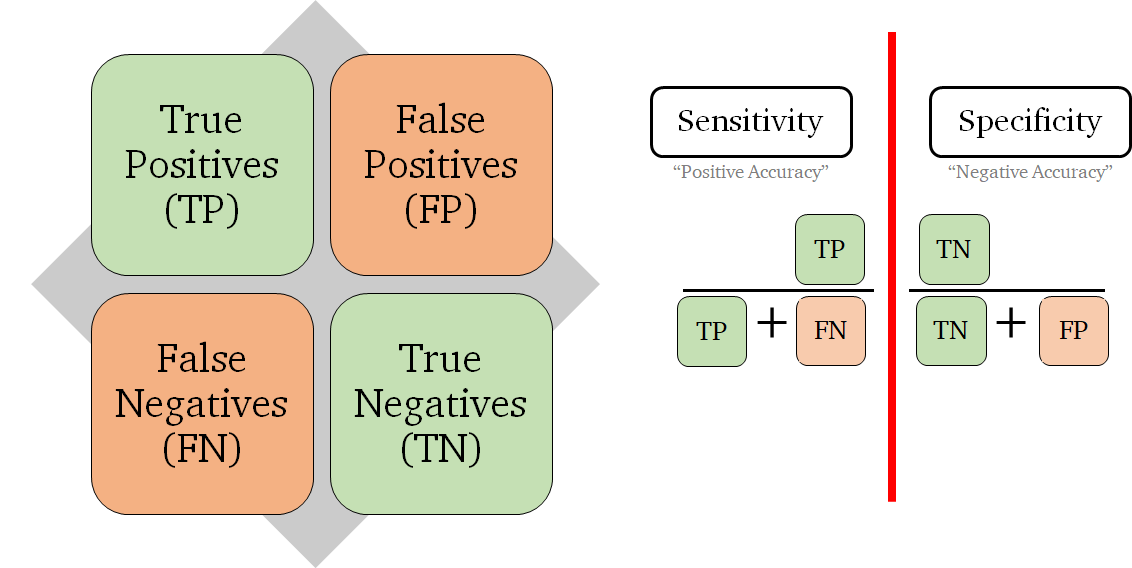 True
Positives
(TP)
False
Positives
(FP)
False
Negatives
(FN)
True
Negatives
(TN)
Sensitivity
“Positive Accuracy”
TP
TP + FN
Specificity
“Negative Accuracy”
TN
TN + FP